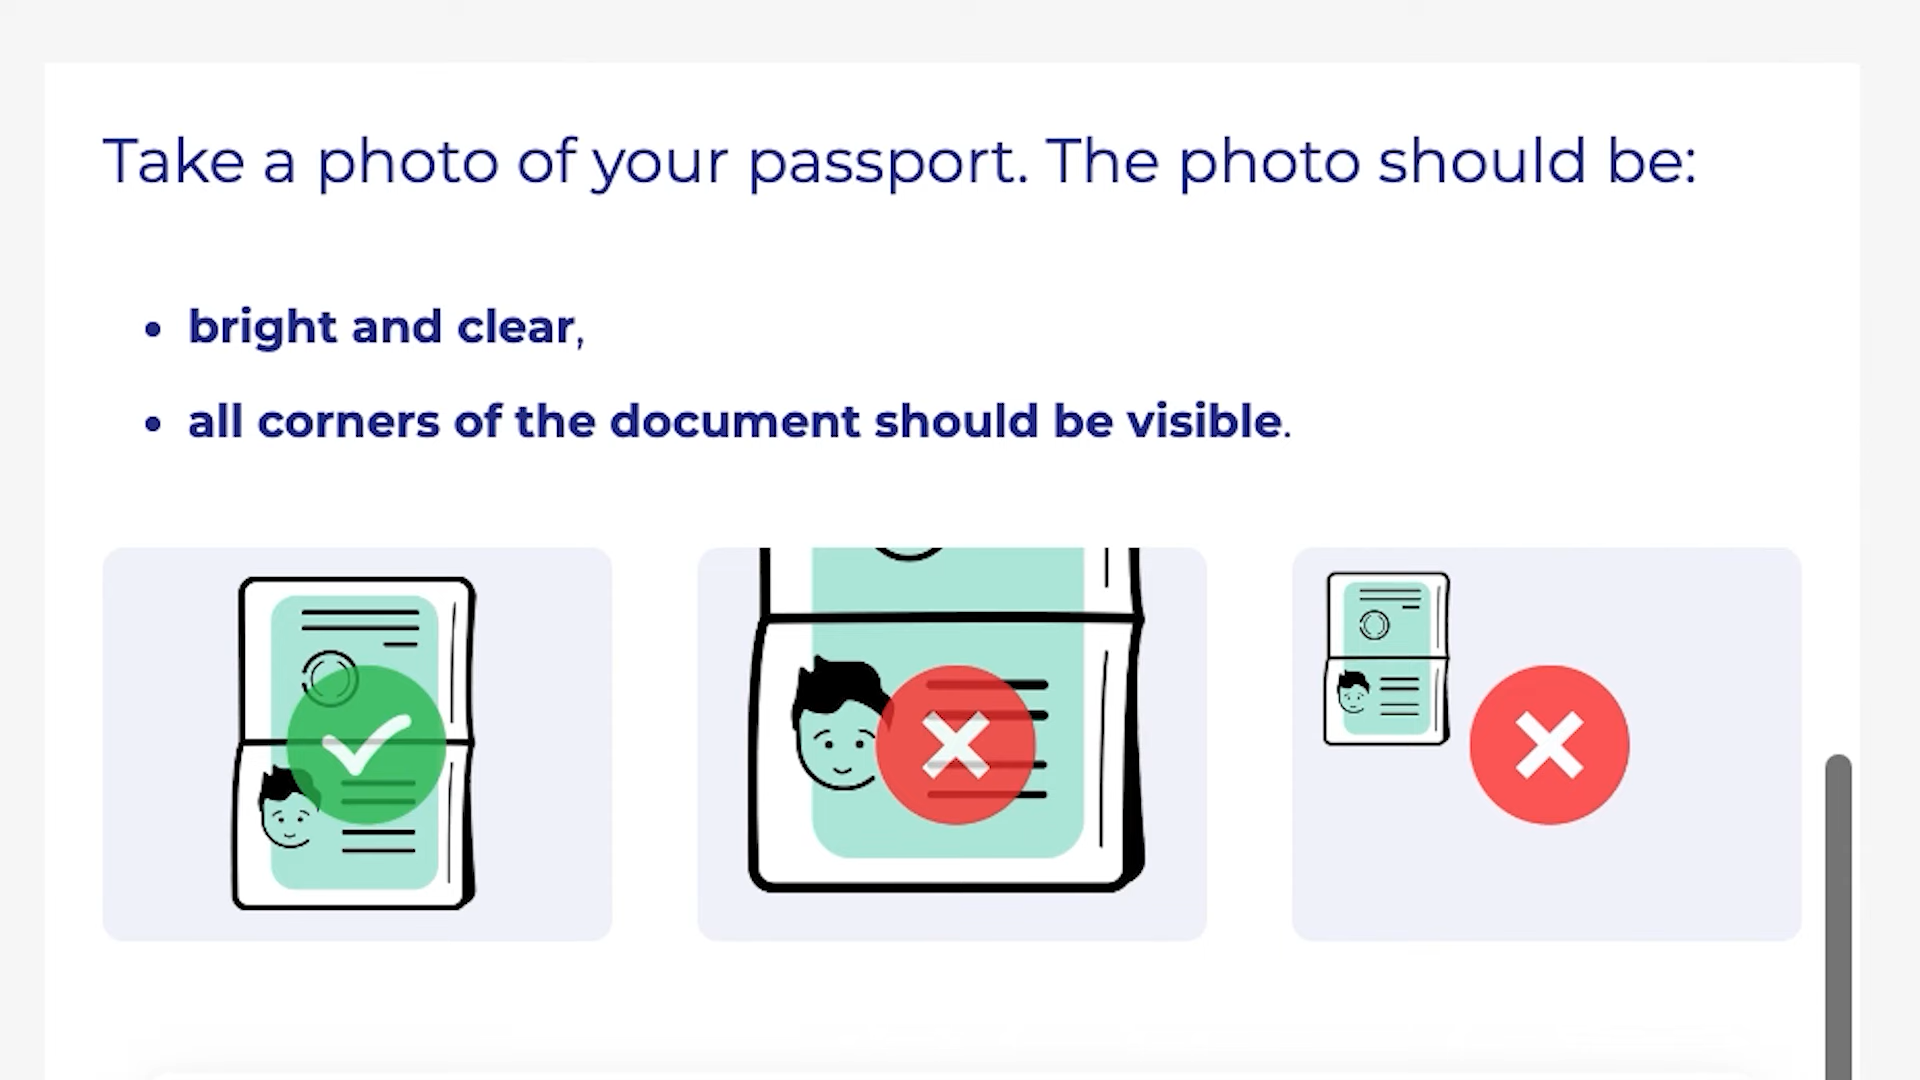 Take a photo of your passport. The photo should be:
• bright and clear,
• all corners of the document should be visible.